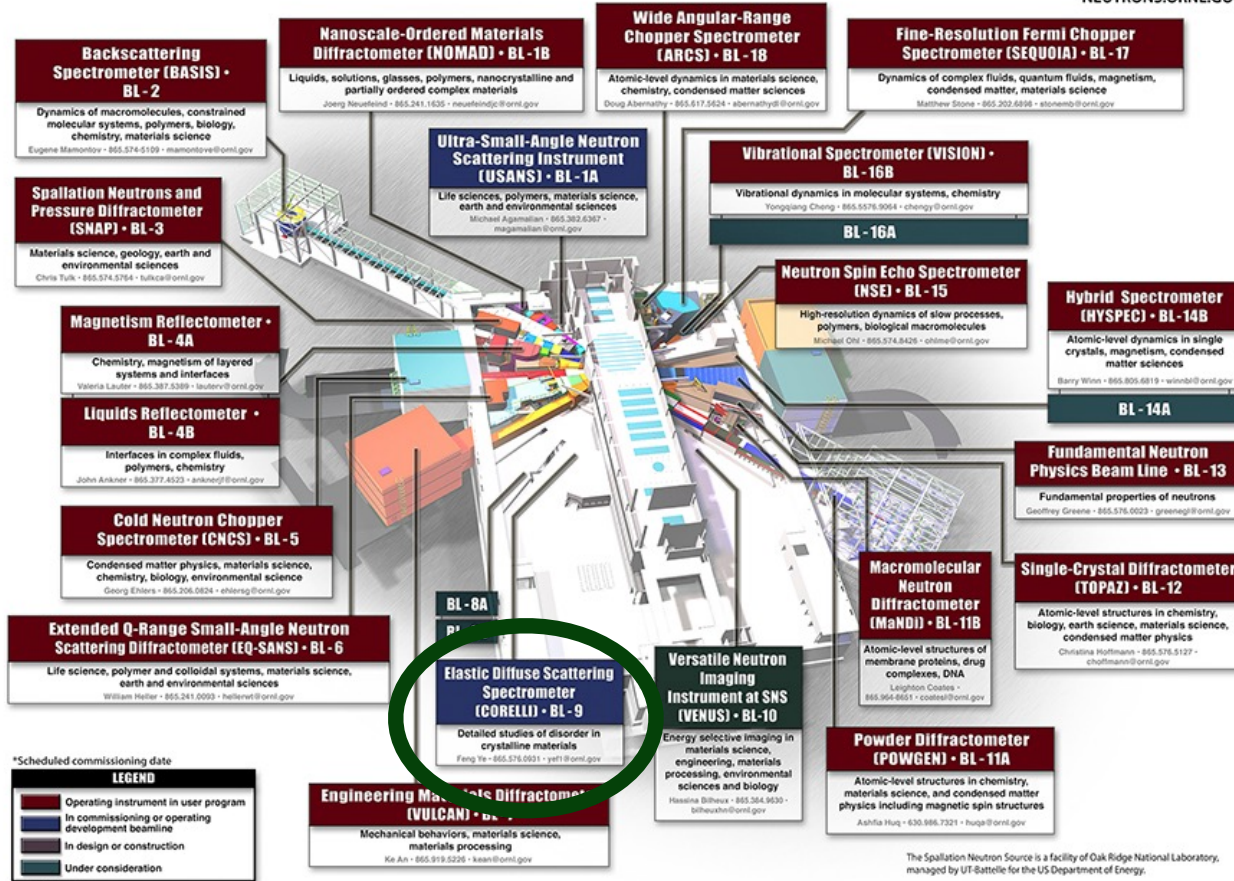 NEUTRONS.ORNL.GOV
Backscattering
Spectrometer (BASIS) •
BL-2
Dynamics of macromolecules, constrained
molecular systems, polymers, biology,
chemistry, materials science
Eugene Mamontov • 865.574-5109 • mamontove@ornl.gov
Nanoscale-Ordered Materials
Diffractometer (NOMAD) • BL-1B
Liquids, solutions, glasses, polymers, nanocrystalline and
partially ordered complex materials
Joerg Neuefeind • 865.241.1635 • neuefeindjc@ornl.gov
Wide Angular-Range
Chopper Spectrometer
(ARCS) • BL-18
Atomic-level dynamics in materials science,
chemistry, condensed matter sciences
Doug Abernathy • 865.617.5624 • abernathydl@ornl.gov
Fine-Resolution Fermi Chopper
Spectrometer (SEQUOIA) • BL-17
Dynamics of complex fluids, quantum fluids, magnetism,
condensed matter, materials science
Matthew Stone • 865.202.6898 • stonemb@ornl.gov
Ultra-Small-Angle Neutron
Scattering Instrument
(USANS) • BL-1A
Life sciences, polymers, materials science,
earth and environmental sciences
Michael Agamalian • 865.382.6367 •
magamalian@ornl.gov
Vibrational Spectrometer (VISION) •
BL-16B
Vibrational dynamics in molecular systems, chemistry
Yongqiang Cheng • 865.5576.9064 • chengy@ornl.gov
BL-16A
Spallation Neutrons and
Pressure Diffractometer
(SNAP) • BL-3
Materials science, geology, earth and
environmental sciences
Chris Tulk • 865.574.5764 • tulkca@ornl.gov
Neutron Spin Echo Spectrometer
(NSE) • BL-15
High-resolution dynamics of slow processes,
polymers, biological macromolecules
Michael Ohl • 865.574.8426 • ohlme@ornl.gov
Hybrid Spectrometer
(HYSPEC) • BL-14B
Atomic-level dynamics in single
crystals, magnetism, condensed
matter sciences
Barry Winn • 865.805.6819 • winnbl@ornl.gov
BL-14A
Magnetism Reflectometer •
BL-4A
Chemistry, magnetism of layered
systems and interfaces
Valeria Lauter • 865.387.5389 • lauterv@ornl.gov
Liquids Reflectometer •
BL-4B
Interfaces in complex fluids,
polymers, chemistry
John Ankner • 865.377.4523 • anknerjf@ornl.gov
Fundamental Neutron
Physics Beam Line • BL-13
Fundamental properties of neutrons
Geoffrey Greene • 865.576.0023 • greenegl@ornl.gov
Cold Neutron Chopper
Spectrometer (CNCS) • BL-5
Condensed matter physics, materials science,
chemistry, biology, environmental science
Georg Ehlers • 865.206.0824 • ehlersg@ornl.gov
Macromolecular
Neutron
Diffractometer
(MaNDi) • BL-11B
Atomic-level structures of
membrane proteins, drug
complexes, DNA
Leighton Coates •
865.964-8651 • coatesl@ornl.gov
Single-Crystal Diffractometer
(TOPAZ) • BL-12
Atomic-level structures in chemistry,
biology, earth science, materials science,
condensed matter physics
Christina Hoffmann • 865.576.5127 •
choffmann@ornl.gov
Extended Q-Range Small-Angle Neutron
Scattering Diffractometer (EQ-SANS) • BL-6
Life science, polymer and colloidal systems, materials science,
earth and environmental sciences
William Heller • 865.241.0093 • hellerwt@ornl.gov
BL-8A
Elastic Diffuse Scattering
Spectrometer
(CORELLI) • BL-9
Detailed studies of disorder in
crystalline materials
Feng Ye • 865.576.0931 • yef1@ornl.gov
Versatile Neutron
Imaging
Instrument at SNS
(VENUS) • BL-10
Energy selective imaging in
materials science,
engineering, materials
processing, environmental
sciences and biology
Hassina Bilheux • 865.384.9630 •
bilheuxhn@ornl.gov
Powder Diffractometer
(POWGEN) • BL-11A
Atomic-level structures in chemistry,
materials science, and condensed matter
physics including magnetic spin structures
Ashfia Huq • 630.986.7321 • huqa@ornl.gov
Engineering Materials Diffractometer
(VULCAN) •
Mechanical behaviors, materials science,
materials processing
Ke An • 865.919.5226 • kean@ornl.gov
*Scheduled commissioning date
LEGEND
Operating instrument in user program
In commissioning or operating
development beamline
In design or construction
Under consideration
The Spallation Neutron Source is a facility of Oak Ridge National Laboratory,
managed by UT-Battelle for the US Department of Energy.